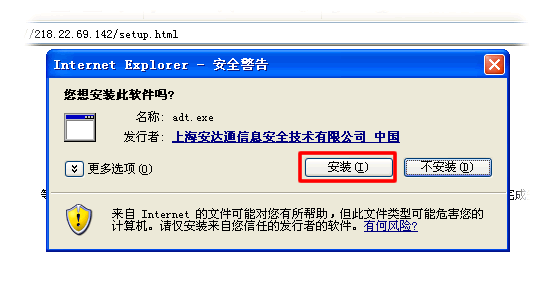 /218.22.69.142/setup.html
Internet Explorer - 安全警告
您想安装此软件吗?
名称: adt.exe
发行者: 上海安达通信息安全技术有限公司 中国
更多选项(O)
安装(I)
不安装(D)
完成
来自 Internet 的文件可能对您有所帮助，但此文件类型可能危害您的
计算机。请仅安装来自您信任的发行者的软件。有何风险?